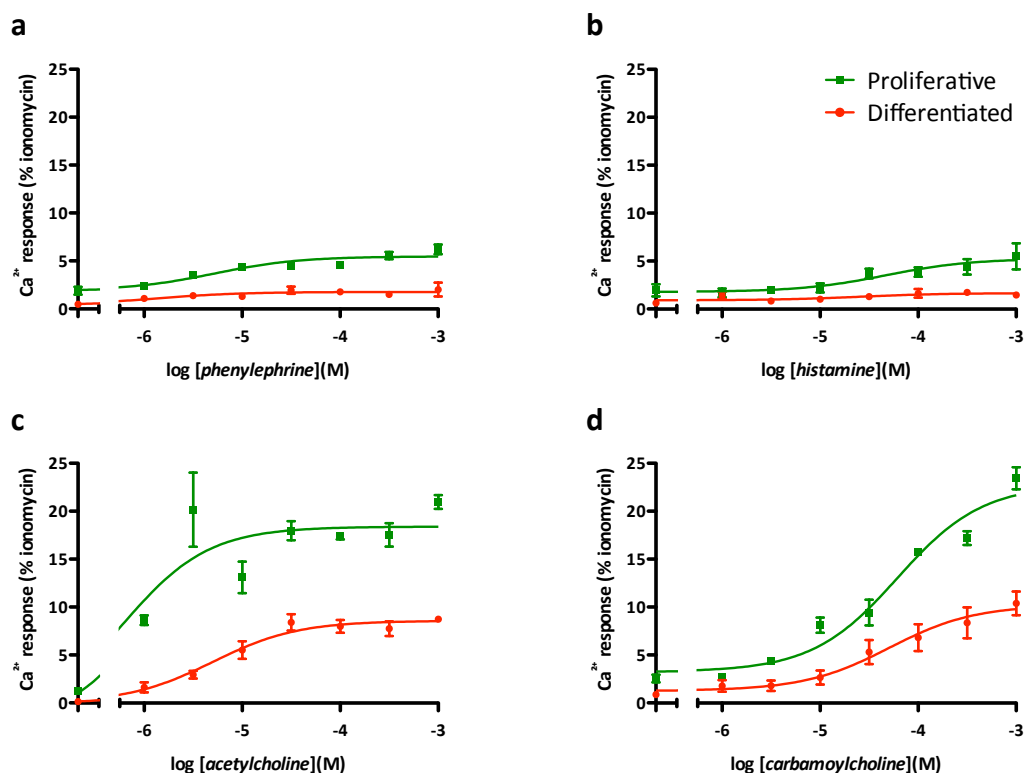 a
b
Ca²⁺ response (% ionomycin)
25
20
15
10
5
0
-6
-5
-4
-3
log [phenylephrine](M)
Ca²⁺ response (% ionomycin)
25
20
15
10
5
0
-6
-5
-4
-3
log [histamine](M)
Proliferative
Differentiated
c
d
Ca²⁺ response (% ionomycin)
25
20
15
10
5
0
-6
-5
-4
-3
log [acetylcholine](M)
Ca²⁺ response (% ionomycin)
25
20
15
10
5
0
-6
-5
-4
-3
log [carbamoylcholine](M)